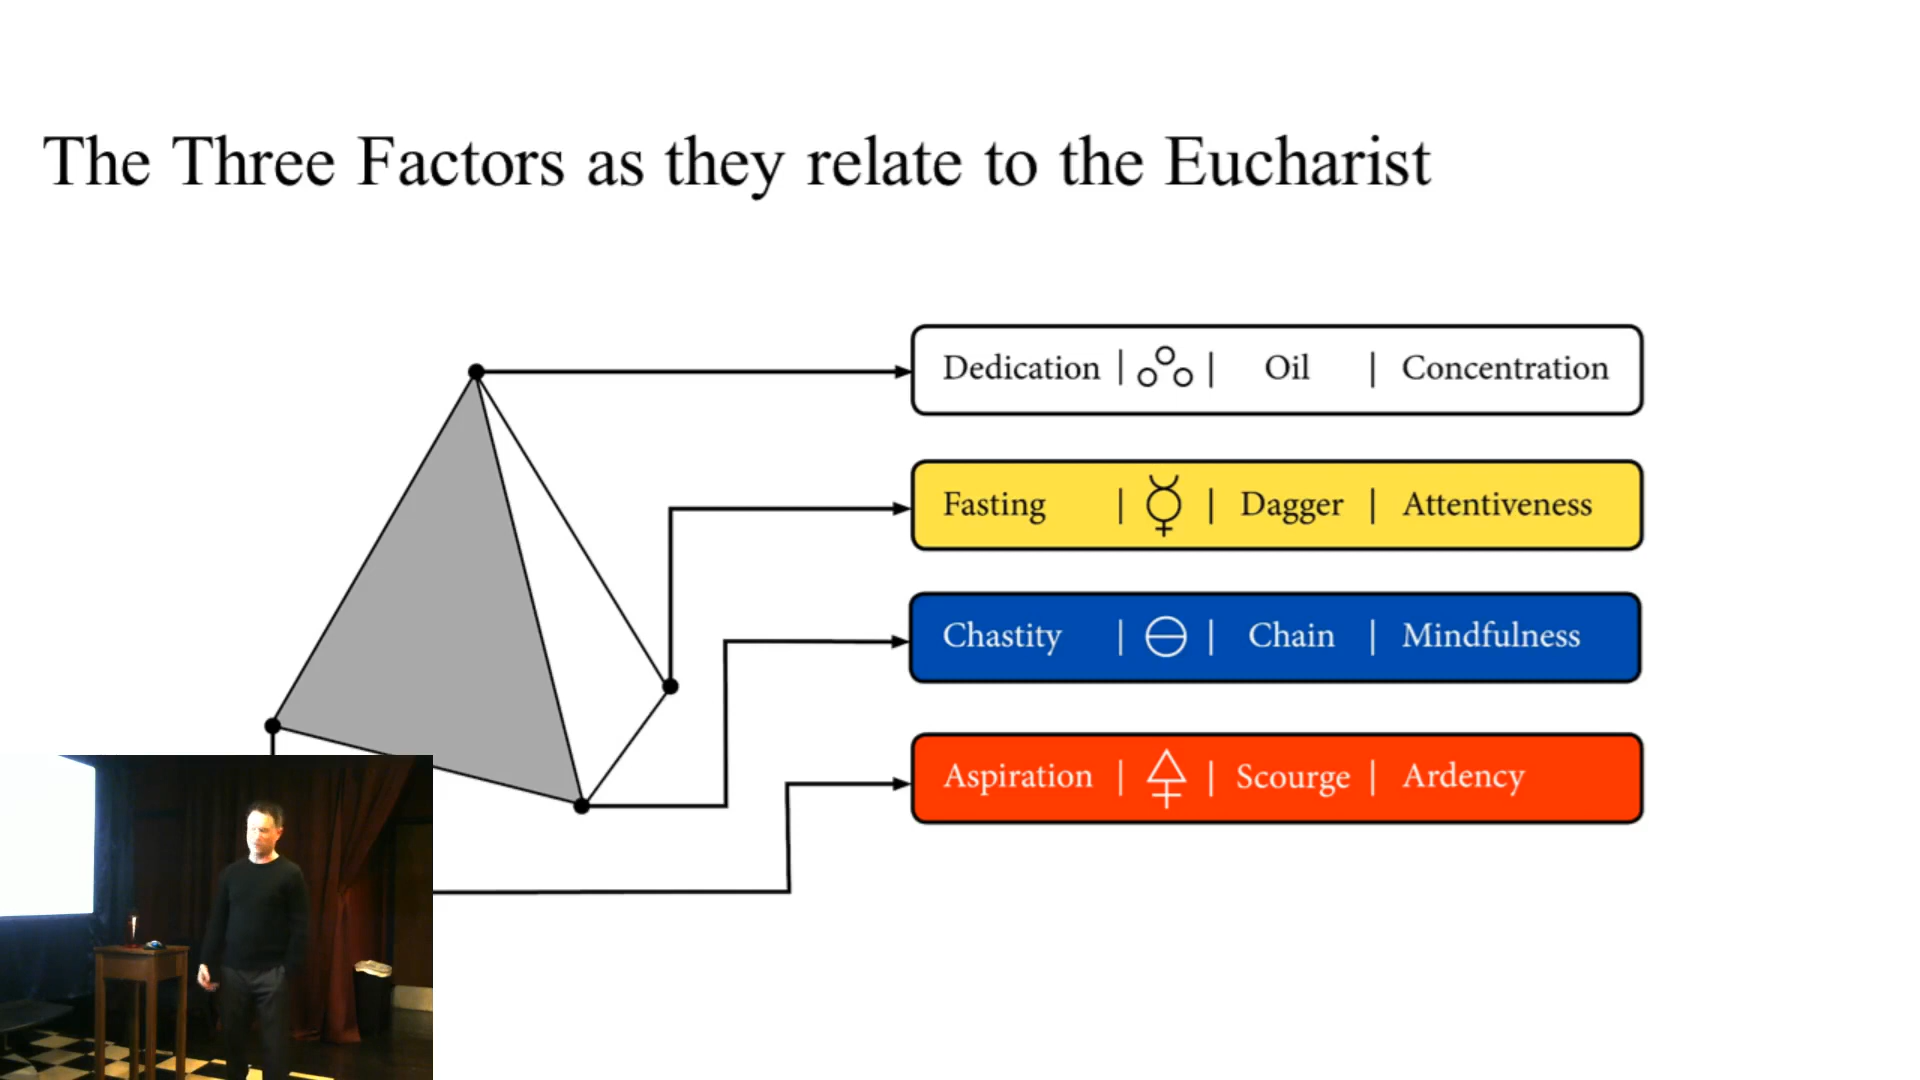 The Three Factors as they relate to the Eucharist
Dedication | | Oil | Concentration
Fasting | ☿ | Dagger | Attentiveness
Chastity | | Chain | Mindfulness
Aspiration | | Scourge | Ardency